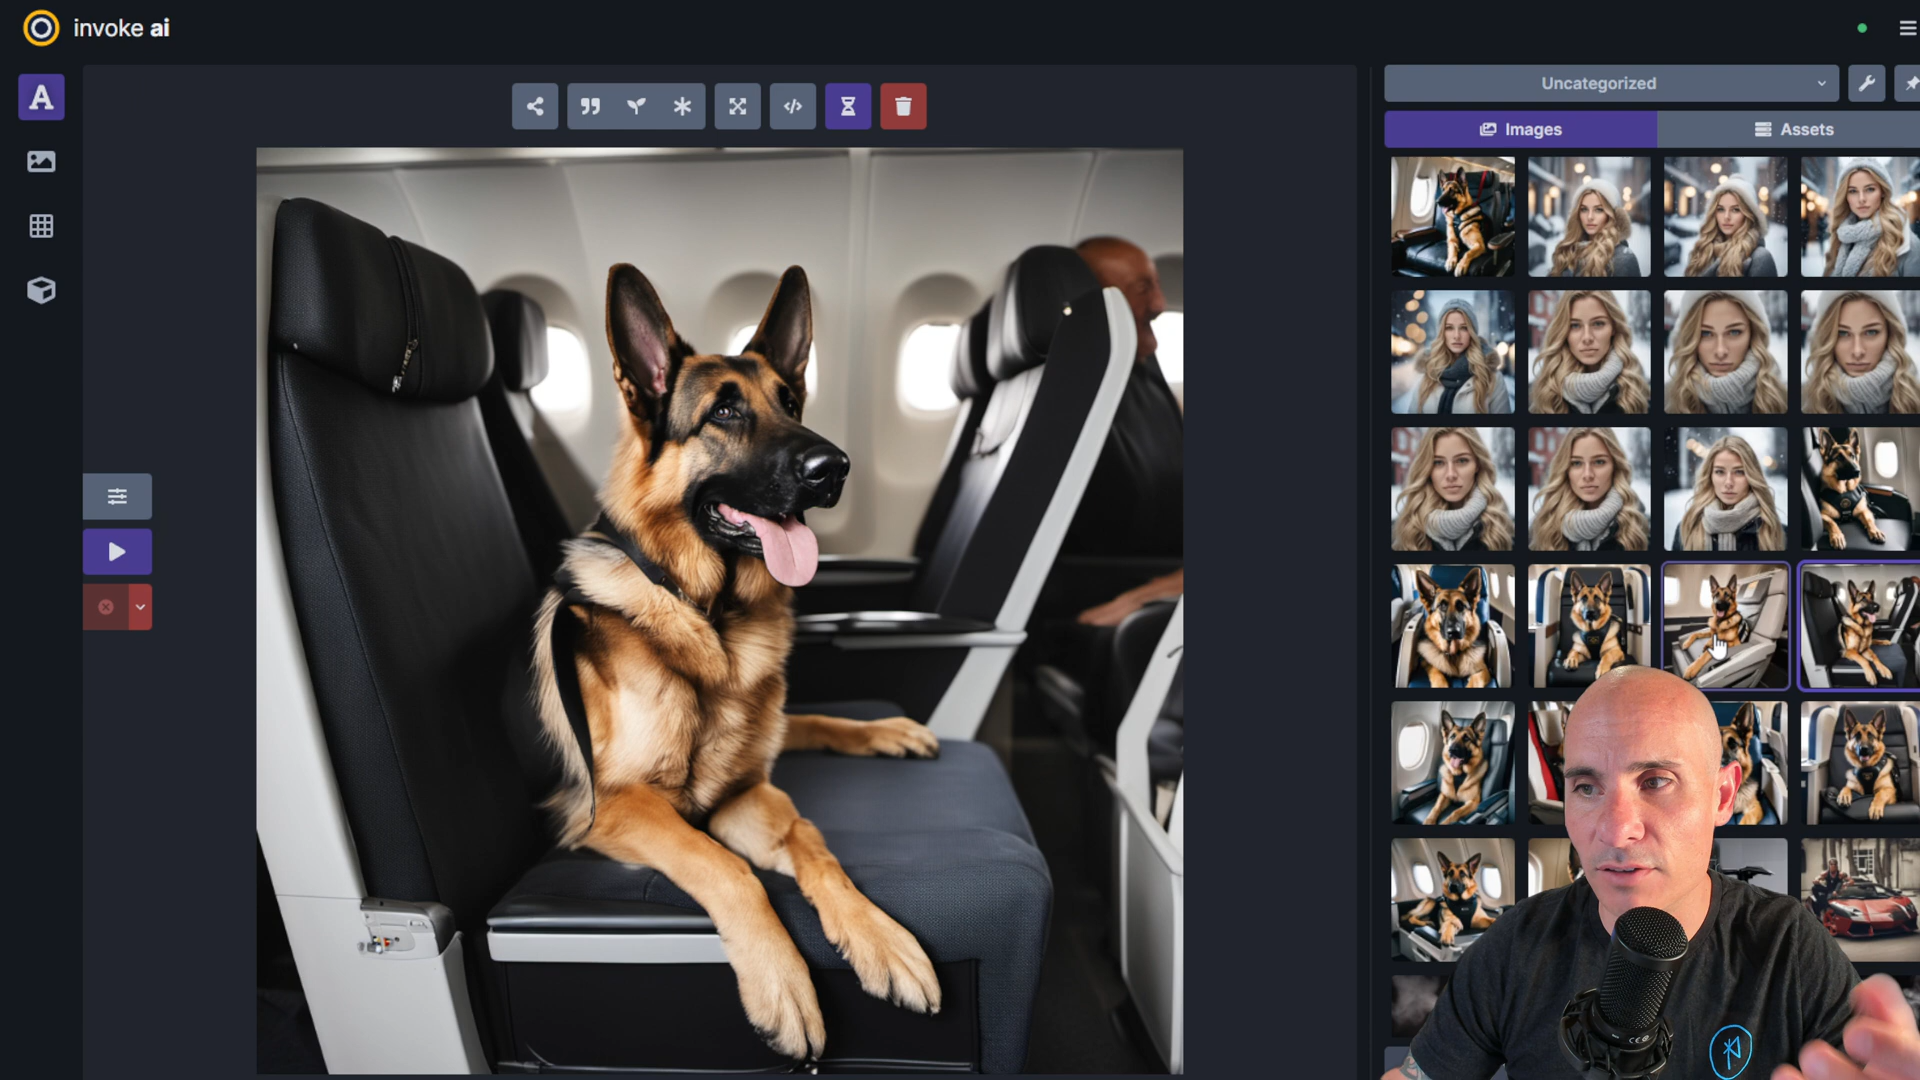 invoke ai
Uncategorized
Images
Assets